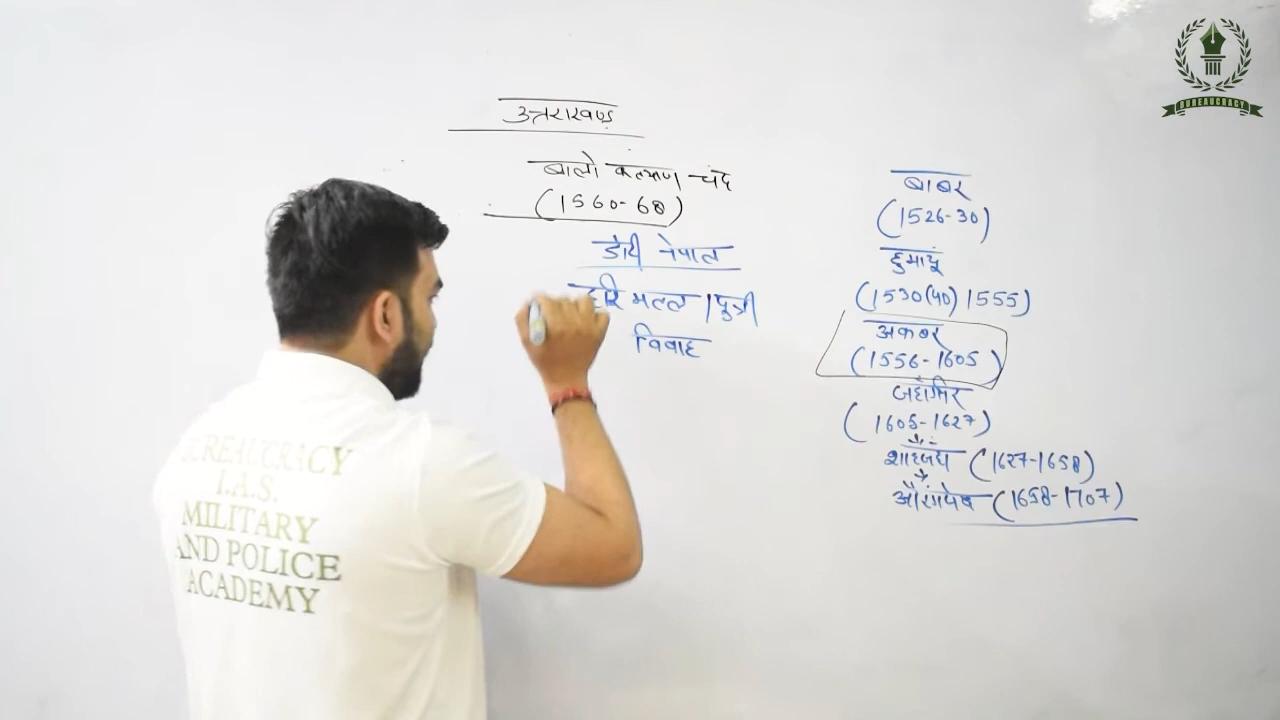 BUREAUCRACY
उत्तराखण्ड
बालो कल्याण चंद
(1560-68)
डोटी नेपाल
हरि मल्ल / पुत्री
विवाह
बाबर
(1526-30)
हुमायूं
(1530(40) 1555)
अकबर
(1556-1605)
जहाँगिर
(1605-1627)
शाहजहां (1627-1658)
औरंगजेब (1658-1707)
BUREAUCRACY
I.A.S.
MILITARY
AND POLICE
ACADEMY